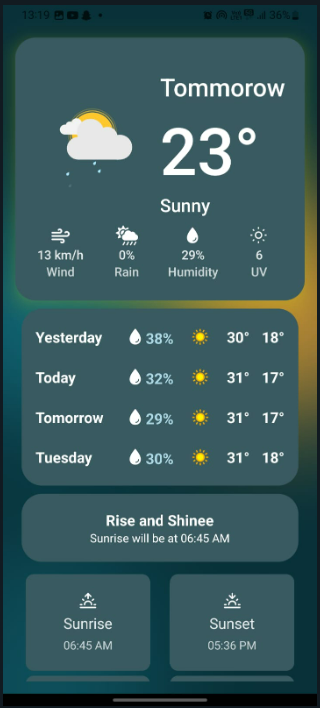 13:19 36%
Tommorow
23°
Sunny
13 km/h 0% 29% 6
Wind Rain Humidity UV
Yesterday 38% 30° 18°
Today 32% 31° 17°
Tomorrow 29% 31° 17°
Tuesday 30% 31° 18°
Rise and Shinee
Sunrise will be at 06:45 AM
Sunrise Sunset
06:45 AM 05:36 PM